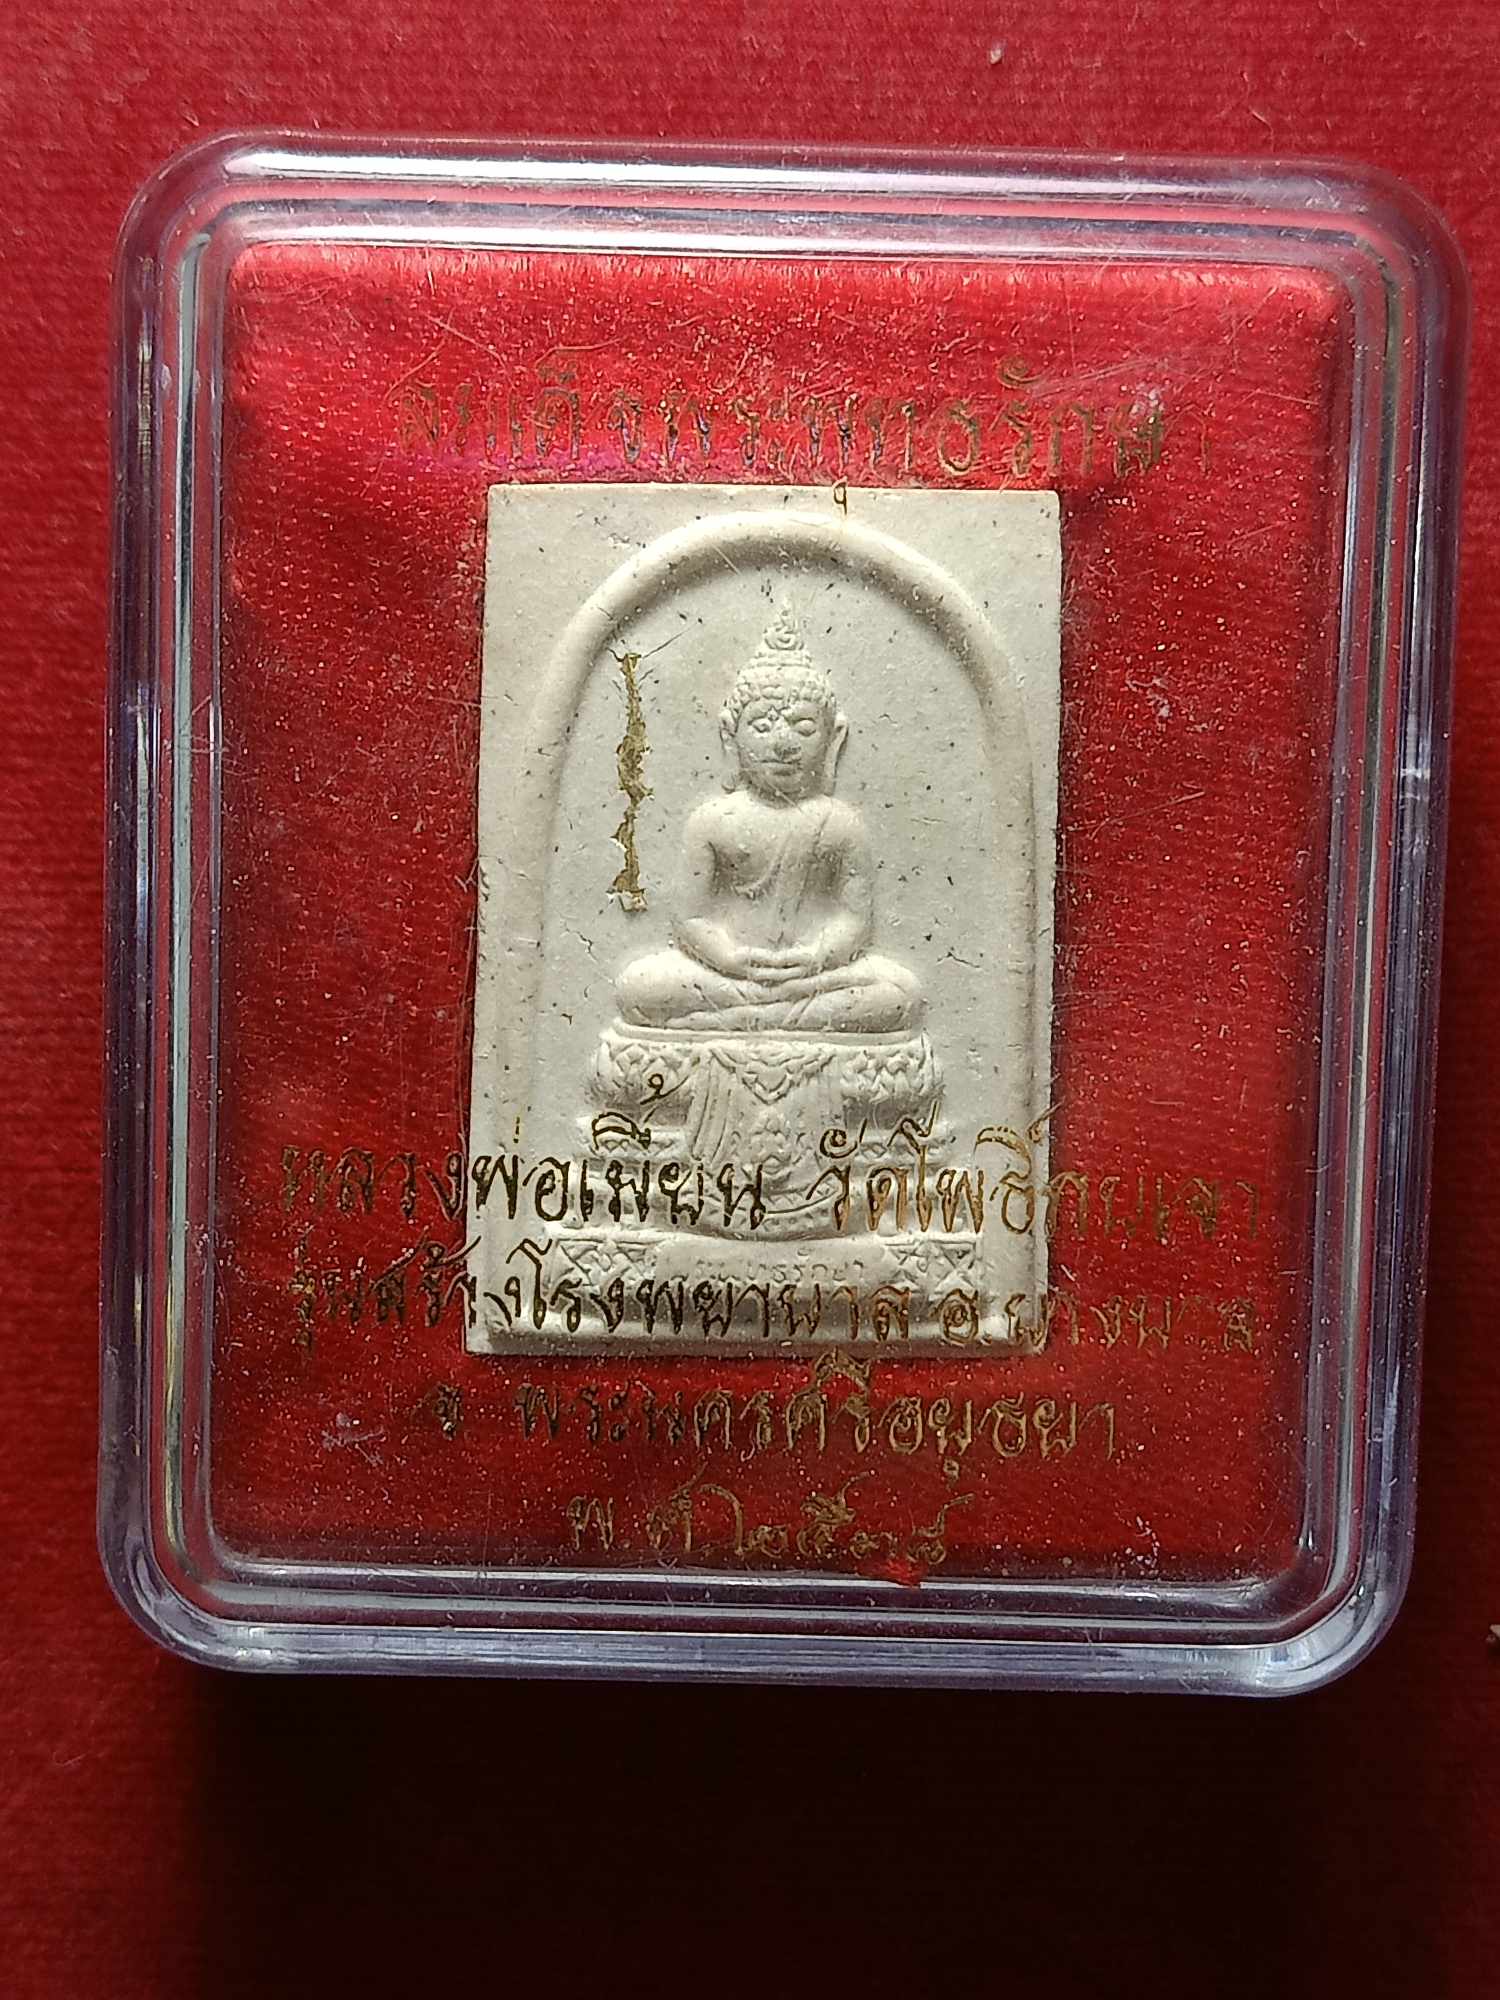 สมเด็จพระพุทธรักษา
หลวงพ่อเมี้ยน วัดโพธิ์กบเจา
รุ่นสร้างโรงพยาบาล อ.บางบาล
จ. พระนครศรีอยุธยา
พ.ศ.๒๕๓๘